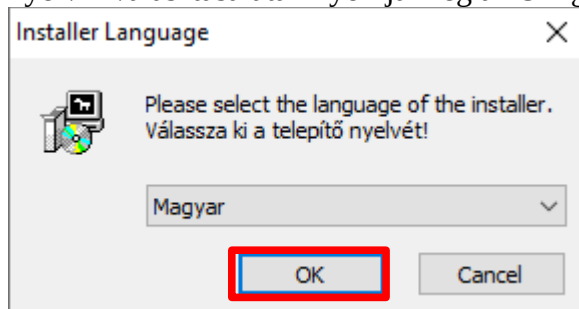 Installer Language
Please select the language of the installer.
Válassza ki a telepítő nyelvét!
Magyar
OK
Cancel